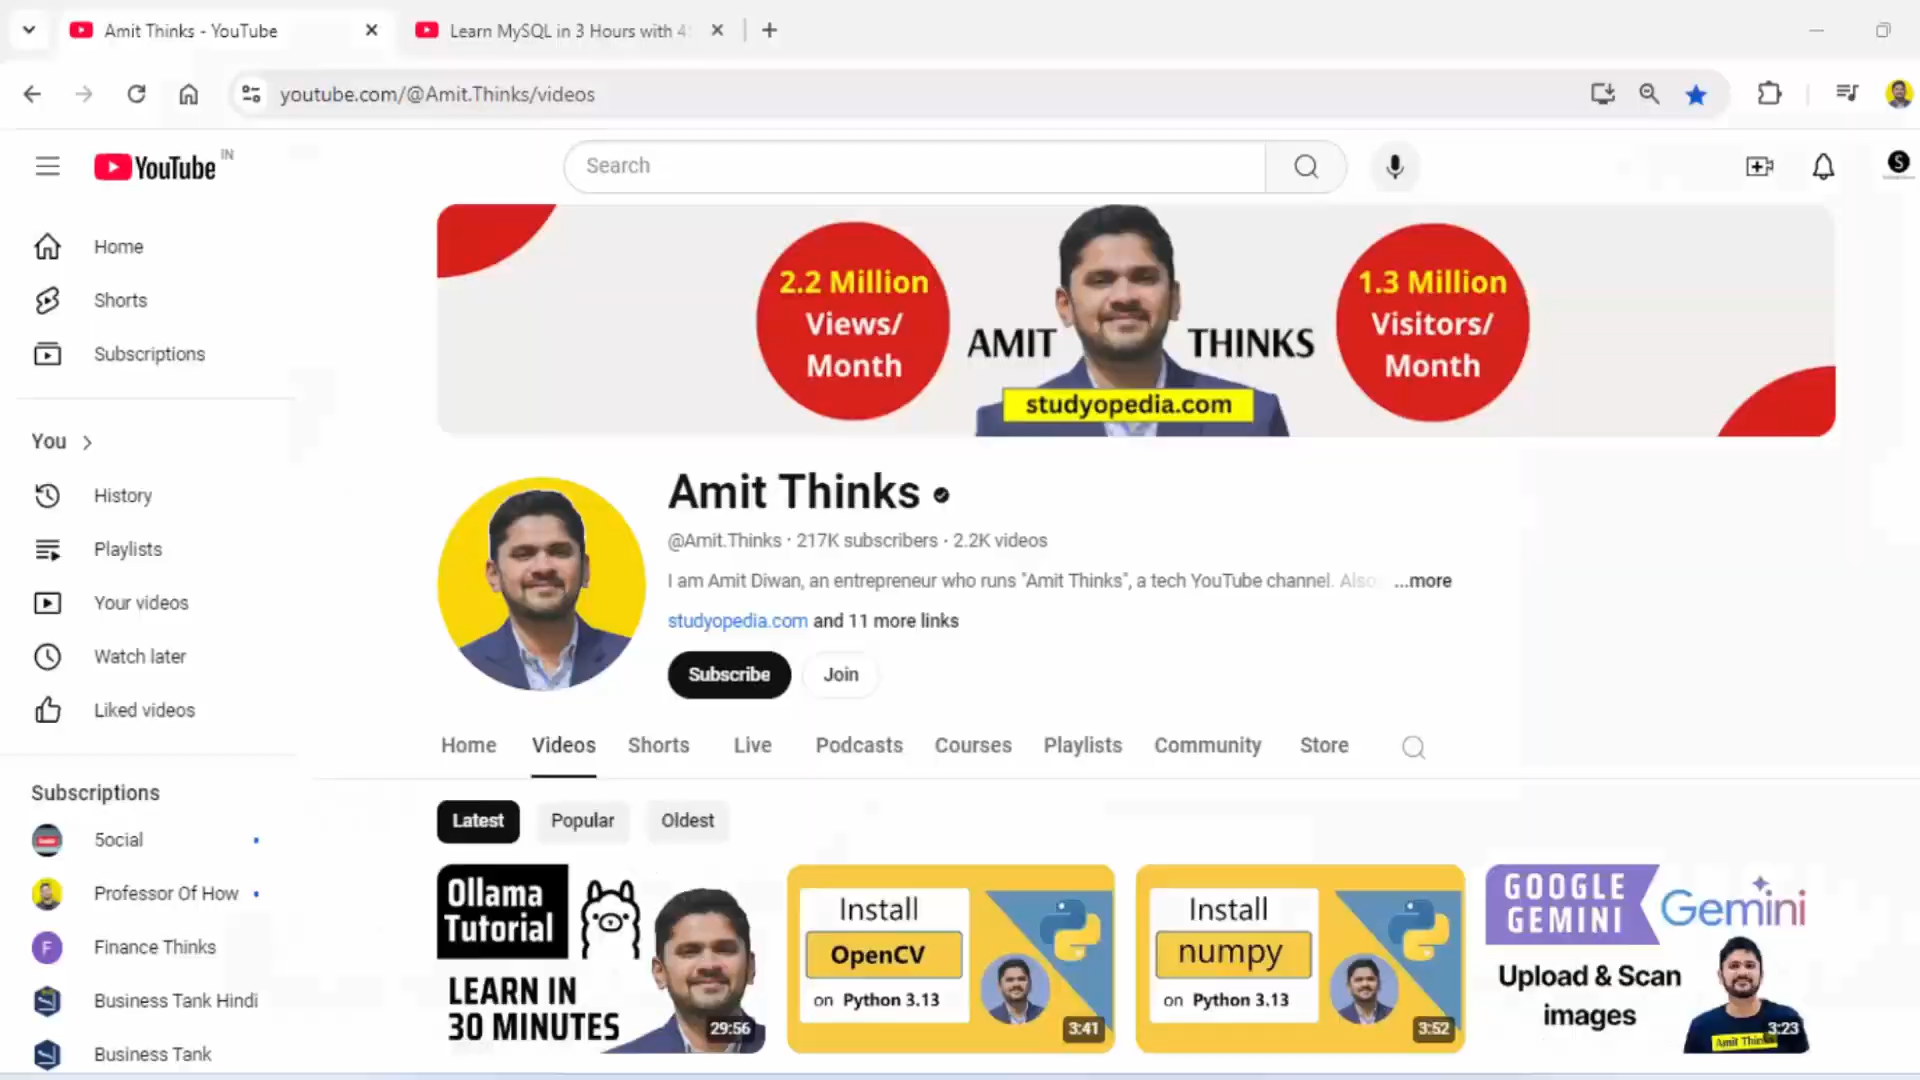 Amit Thinks - YouTube
Learn MySQL in 3 Hours with 4
youtube.com/@Amit.Thinks/videos
YouTube IN
Search
S
Home
Shorts
Subscriptions
You
History
Playlists
Your videos
Watch later
Liked videos
Subscriptions
5ocial
Professor Of How
F
Finance Thinks
Business Tank Hindi
Business Tank
2.2 Million
Views/
Month
AMIT THINKS
studyopedia.com
1.3 Million
Visitors/
Month
Amit Thinks
@Amit.Thinks · 217K subscribers · 2.2K videos
I am Amit Diwan, an entrepreneur who runs "Amit Thinks", a tech YouTube channel. Also ...more
studyopedia.com and 11 more links
Subscribe Join
Home Videos Shorts Live Podcasts Courses Playlists Community Store
Latest Popular Oldest
Ollama
Tutorial
LEARN IN
30 MINUTES
29:56
Install
OpenCV
on Python 3.13
3:41
Install
numpy
on Python 3.13
3:52
GOOGLE
GEMINI
Gemini
Upload & Scan
images
3:23